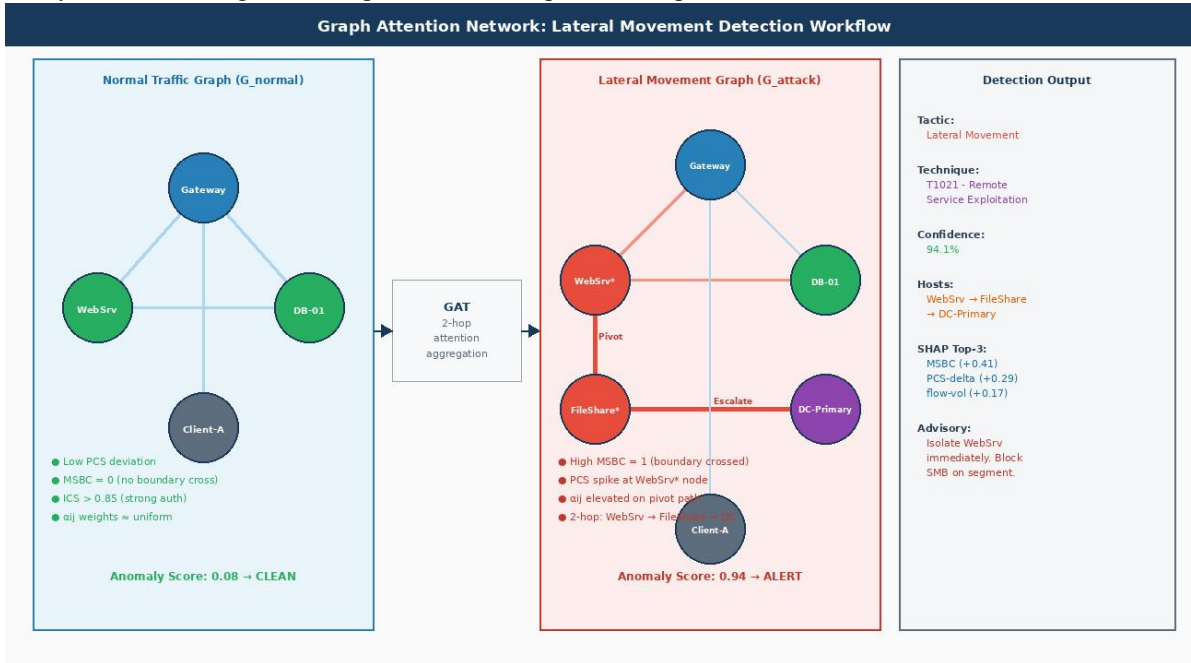 Graph Attention Network: Lateral Movement Detection Workflow
Normal Traffic Graph (G_normal)
Gateway
WebSrv
DB-01
Client-A
● Low PCS deviation
● MSBC = 0 (no boundary cross)
● ICS > 0.85 (strong auth)
● αij weights ≈ uniform
Anomaly Score: 0.08 → CLEAN
GAT
2-hop
attention
aggregation
Lateral Movement Graph (G_attack)
Gateway
WebSrv*
DB-01
Pivot
FileShare*
Escalate
DC-Primary
● High MSBC = 1 (boundary crossed)
● PCS spike at WebSrv* node
● αij elevated on pivot path
● 2-hop: WebSrv → FileShare → DC
Client-A
Anomaly Score: 0.94 → ALERT
Detection Output
Tactic:
Lateral Movement
Technique:
T1021 - Remote
Service Exploitation
Confidence:
94.1%
Hosts:
WebSrv → FileShare
→ DC-Primary
SHAP Top-3:
MSBC (+0.41)
PCS-delta (+0.29)
flow-vol (+0.17)
Advisory:
Isolate WebSrv
immediately. Block
SMB on segment.